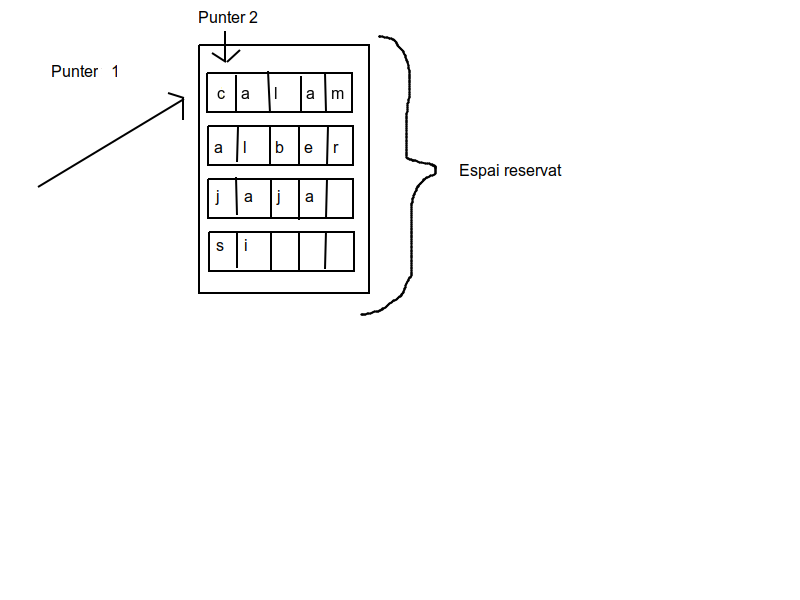 Punter 2
Punter 1
c a l a m
a l b e r
j a j a
s i
Espai reservat